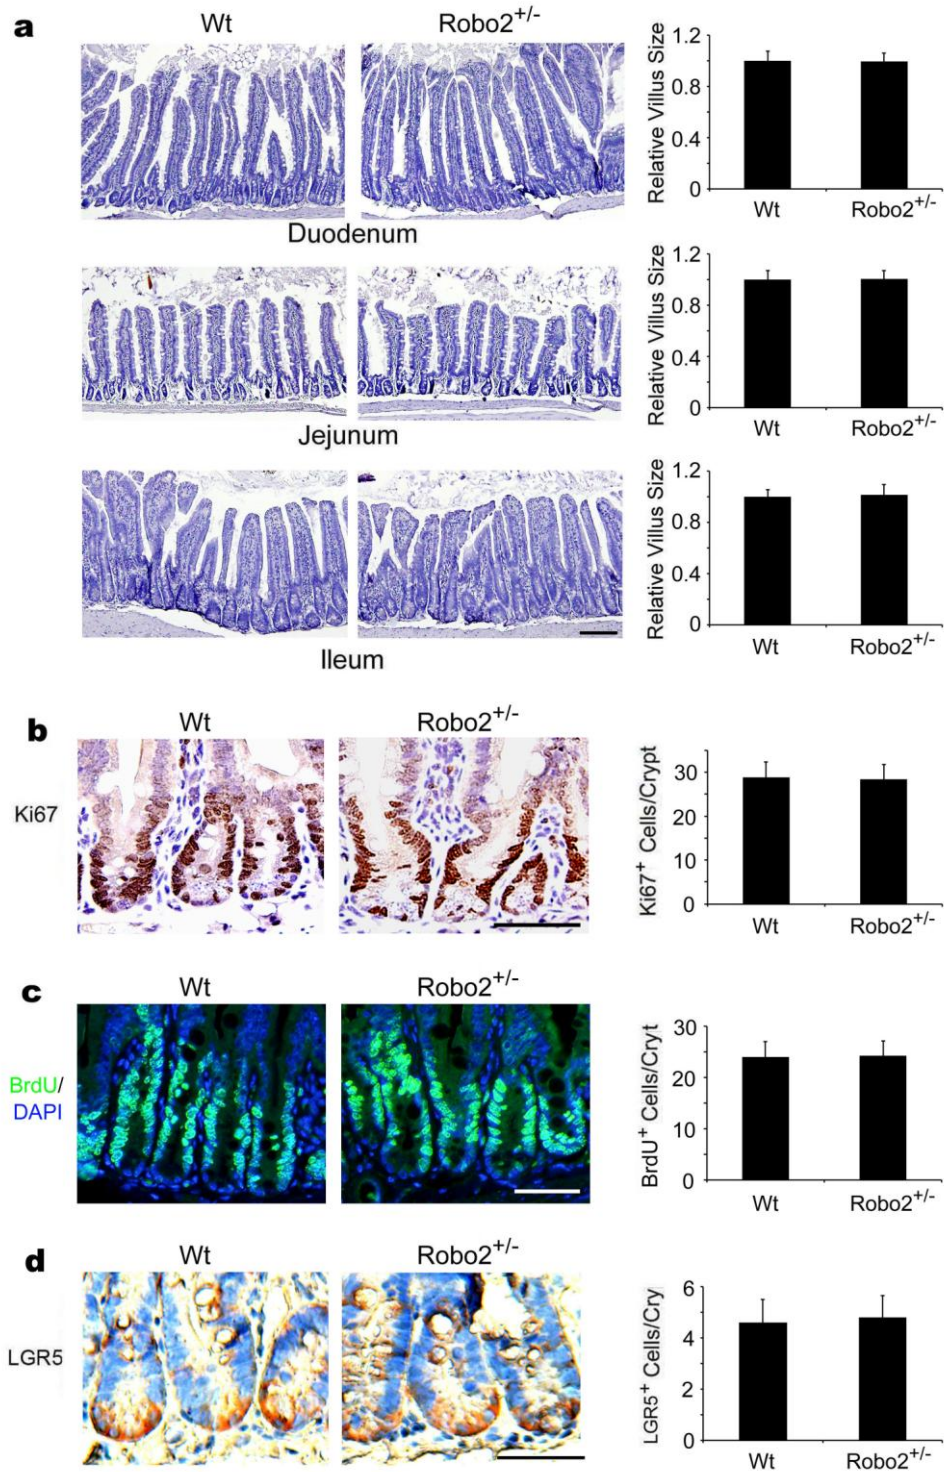 a
Wt
Robo2+/-
Duodenum
Relative Villus Size
1.2
0.8
0.4
0
Wt
Robo2+/-
Jejunum
Relative Villus Size
1.2
0.8
0.4
0
Wt
Robo2+/-
Ileum
Relative Villus Size
1.2
0.8
0.4
0
Wt
Robo2+/-
b
Wt
Robo2+/-
Ki67
Ki67+ Cells/Crypt
30
20
10
0
Wt
Robo2+/-
c
Wt
Robo2+/-
BrdU/
DAPI
BrdU+ Cells/Cryt
30
20
10
0
Wt
Robo2+/-
d
Wt
Robo2+/-
LGR5
LGR5+ Cells/Cry
6
4
2
0
Wt
Robo2+/-